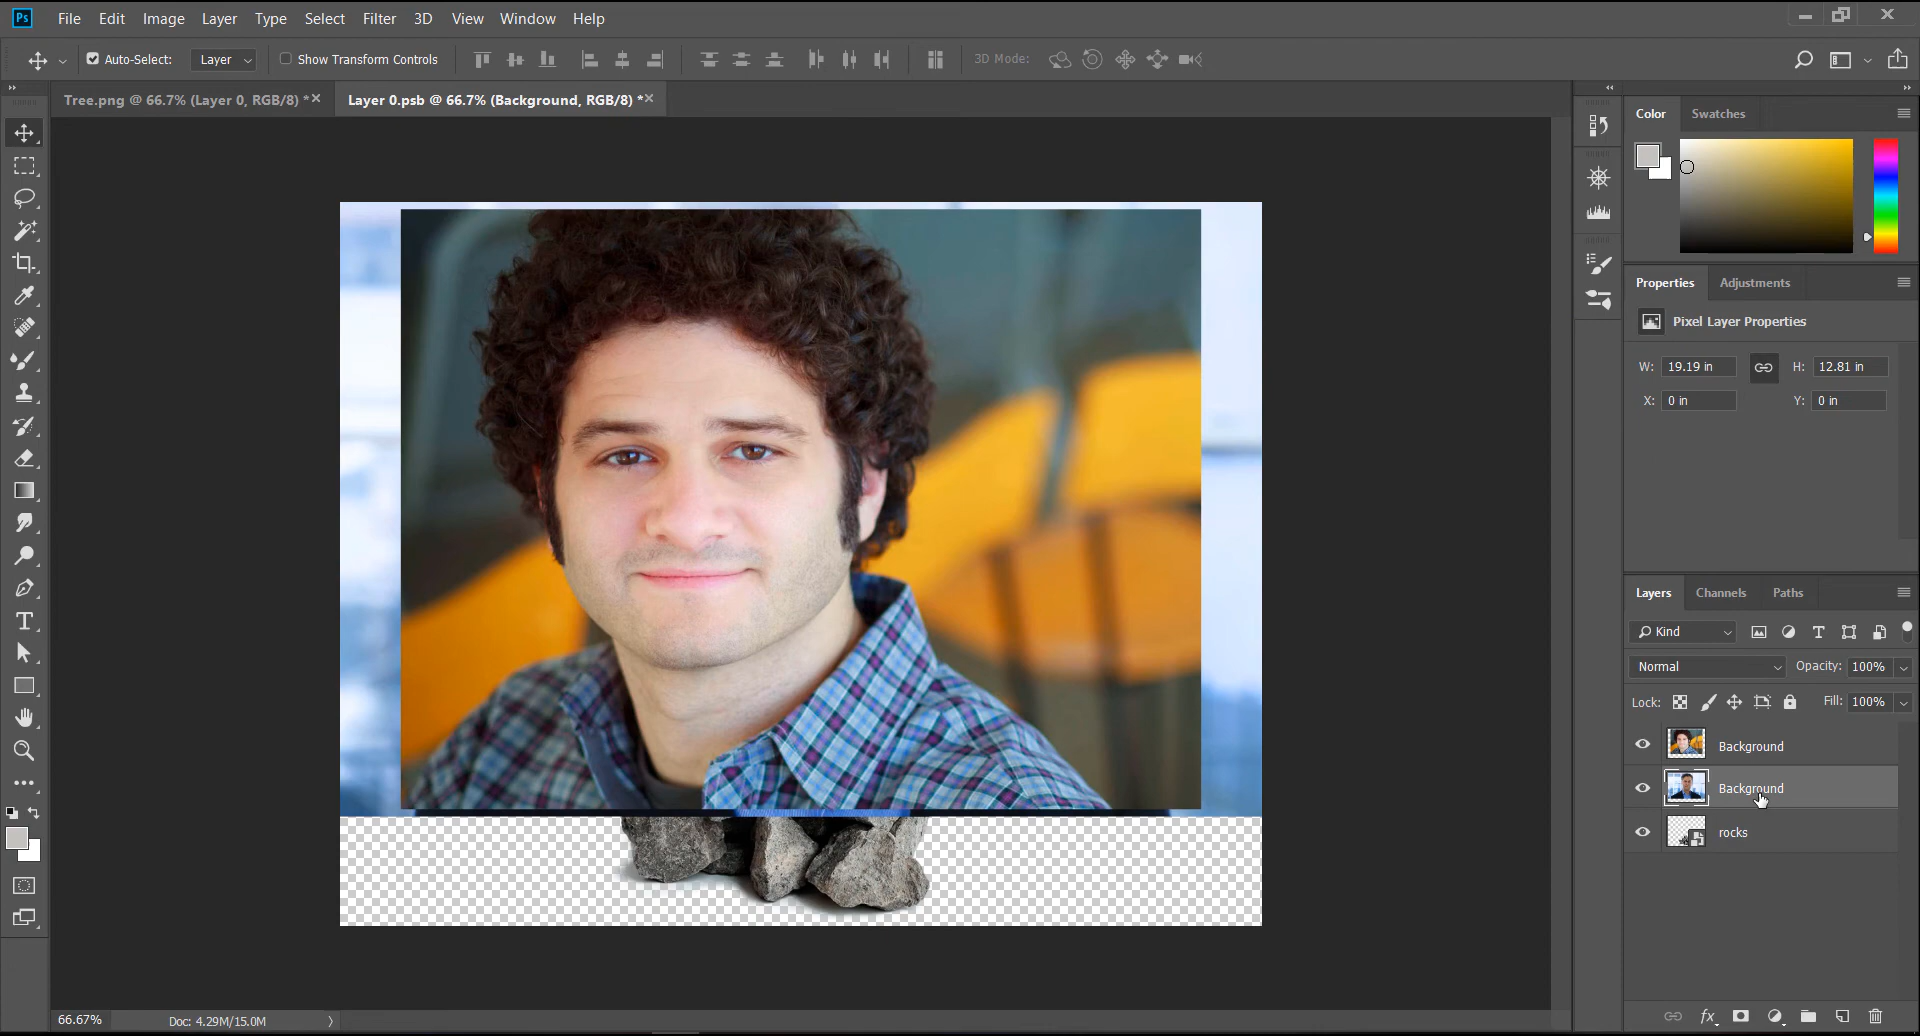 Ps File Edit Image Layer Type Select Filter 3D View Window Help
Auto-Select: Layer Show Transform Controls 3D Mode:
Tree.png @ 66.7% (Layer 0, RGB/8) * Layer 0.psb @ 66.7% (Background, RGB/8) *
Color Swatches
Properties Adjustments
Pixel Layer Properties
W: 19.19 in H: 12.81 in
X: 0 in Y: 0 in
Layers Channels Paths
Kind
Normal Opacity: 100%
Lock: Fill: 100%
Background
Background
rocks
66.67% Doc: 4.29M/15.0M
fx